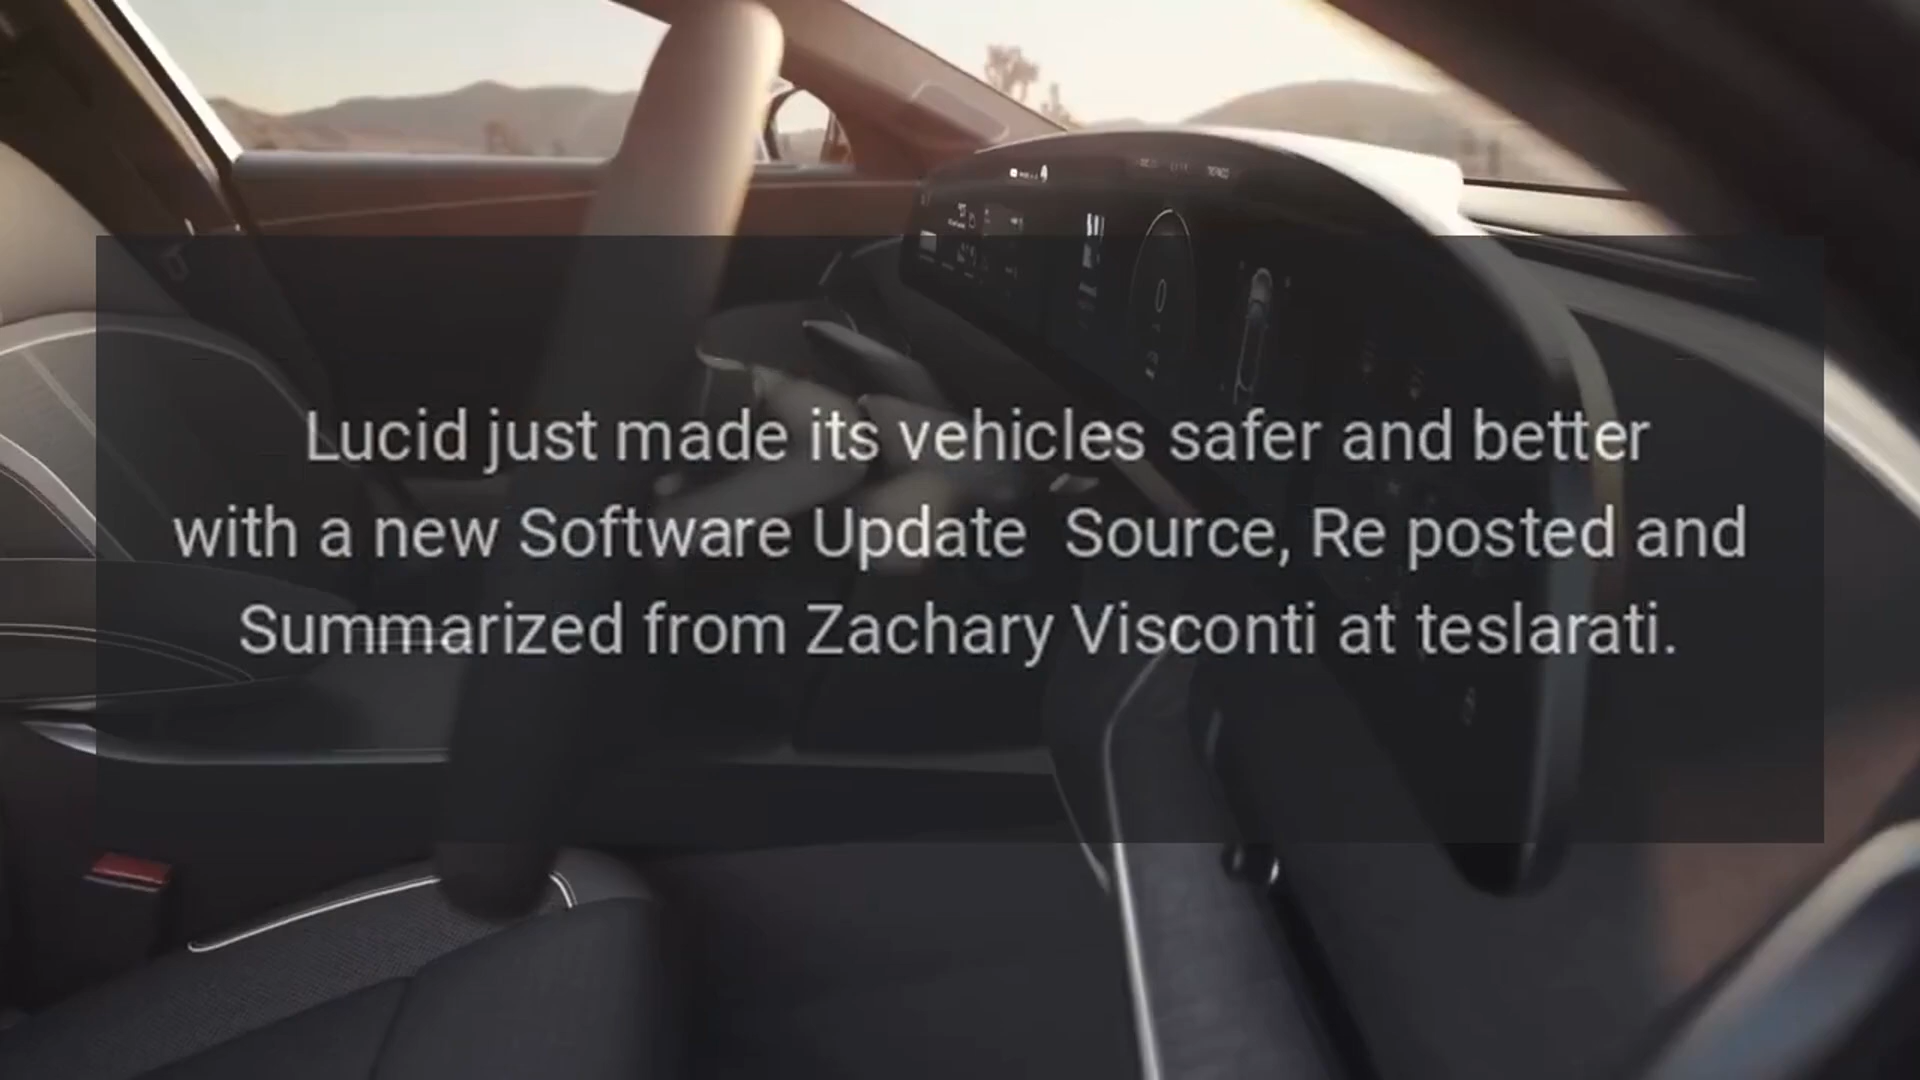 Lucid just made its vehicles safer and better
with a new Software Update  Source, Re posted and
Summarized from Zachary Visconti at teslarati.